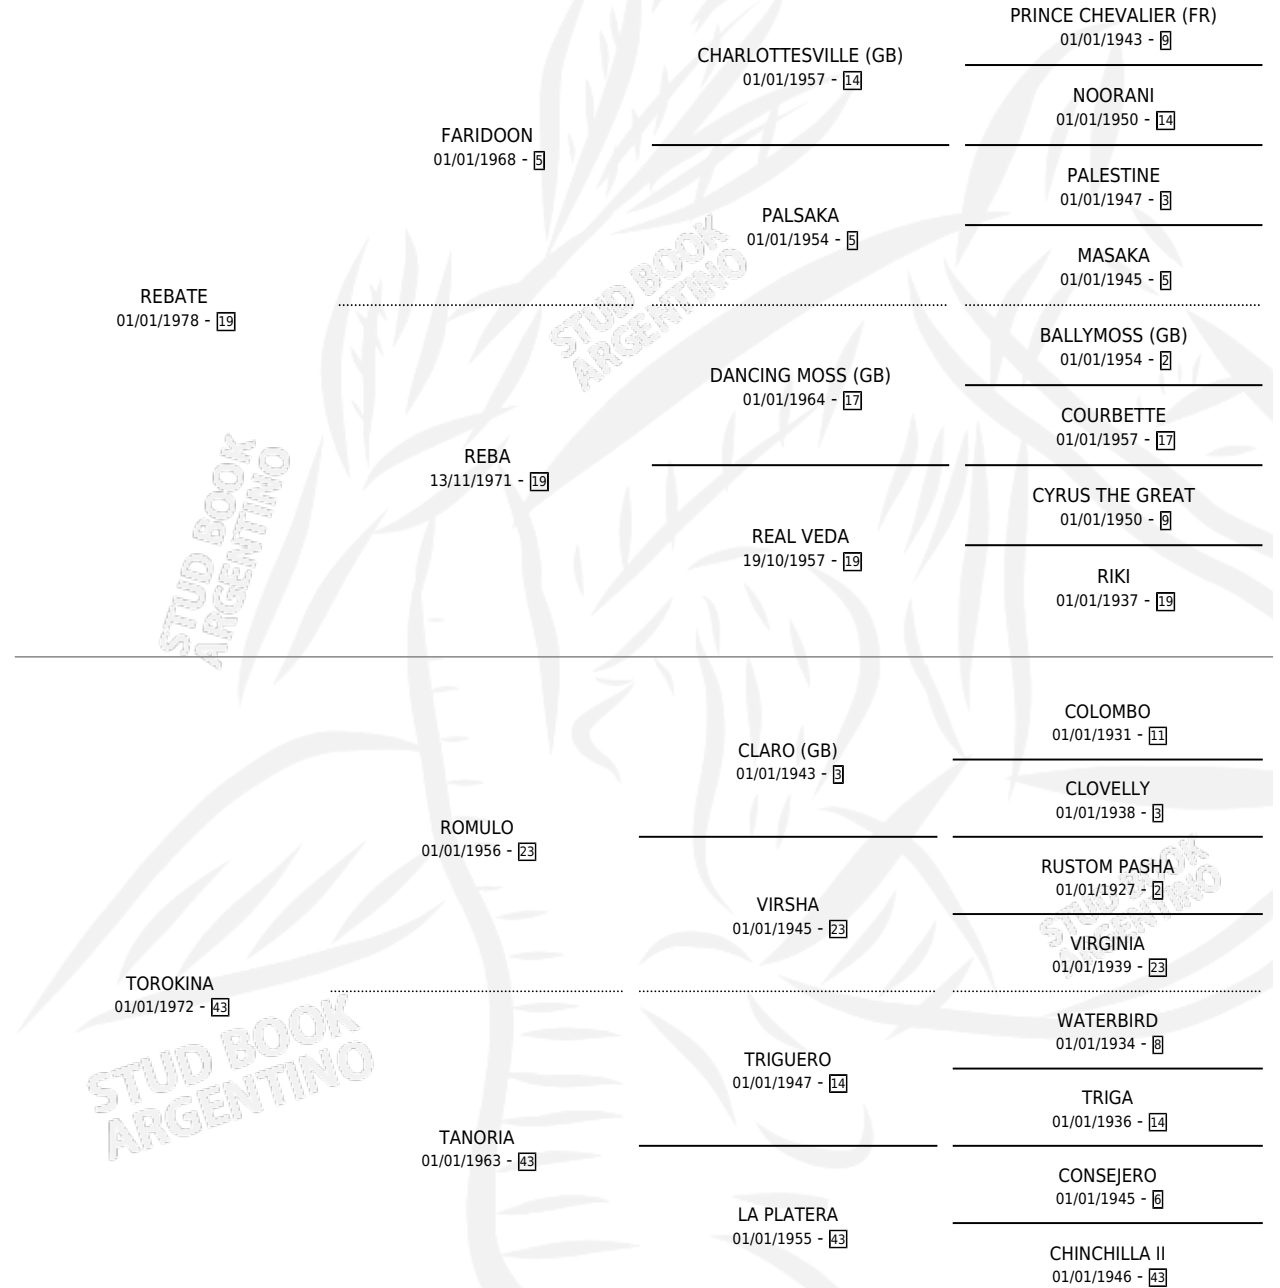 PRINCE CHEVALIER (FR)
01/01/1943 - 9
CHARLOTTESVILLE (GB)
01/01/1957 - 14
NOORANI
01/01/1950 - 14
FARIDOON
01/01/1968 - 5
PALESTINE
01/01/1947 - 3
PALSAKA
01/01/1954 - 5
MASAKA
01/01/1945 - 5
REBATE
01/01/1978 - 19
BALLYMOSS (GB)
01/01/1954 - 2
DANCING MOSS (GB)
01/01/1964 - 17
COURBETTE
01/01/1957 - 17
REBA
13/11/1971 - 19
CYRUS THE GREAT
01/01/1950 - 9
REAL VEDA
19/10/1957 - 19
RIKI
01/01/1937 - 19
COLOMBO
01/01/1931 - 11
CLARO (GB)
01/01/1943 - 3
CLOVELLY
01/01/1938 - 3
ROMULO
01/01/1956 - 23
RUSTOM PASHA
01/01/1927 - 2
VIRSHA
01/01/1945 - 23
VIRGINIA
01/01/1939 - 23
TOROKINA
01/01/1972 - 43
WATERBIRD
01/01/1934 - 8
TRIGUERO
01/01/1947 - 14
TRIGA
01/01/1936 - 14
TANORIA
01/01/1963 - 43
CONSEJERO
01/01/1945 - 6
LA PLATERA
01/01/1955 - 43
CHINCHILLA II
01/01/1946 - 43
STUD BOOK
ARGENTINO
STUD BOOK
ARGENTINO
STUD BOOK
ARGENTINO
STUD BOOK
ARGENTINO